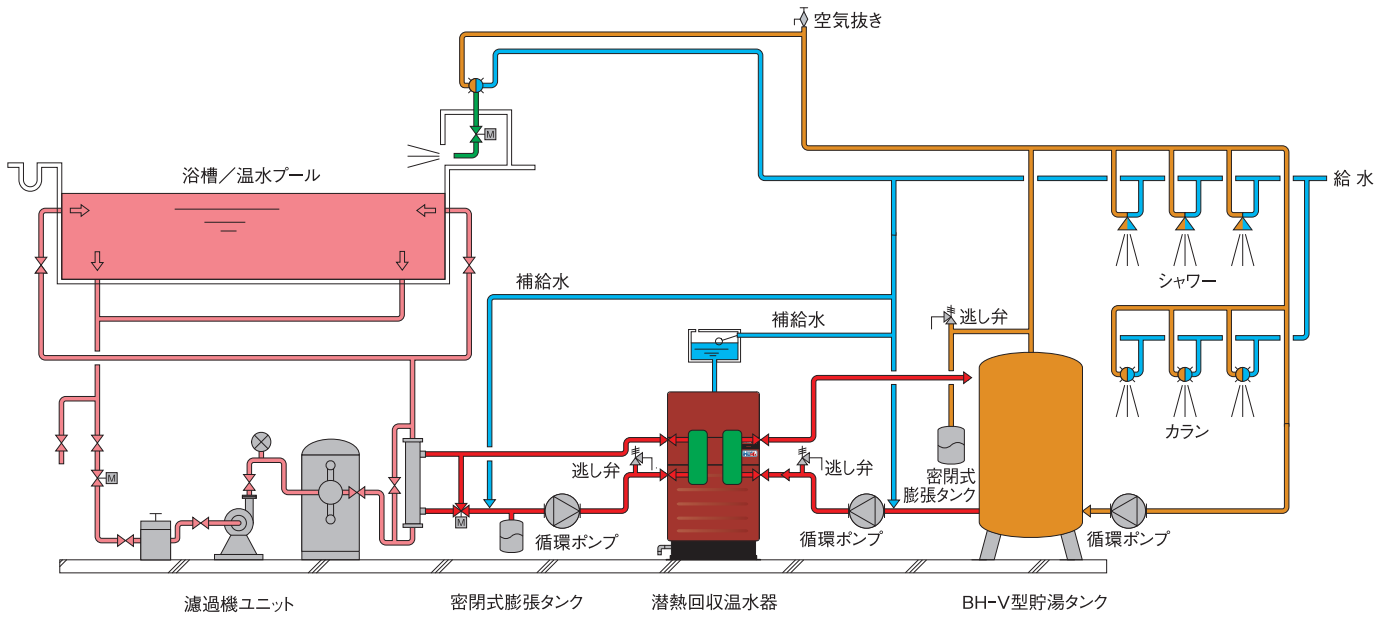 空気抜き
M
浴槽／温水プール
給水
補給水
シャワー
補給水
逃し弁
カラン
逃し弁
逃し弁
密閉式
膨張タンク
M
M
循環ポンプ
循環ポンプ
循環ポンプ
濾過機ユニット
密閉式膨張タンク
潜熱回収温水器
BH-V型貯湯タンク